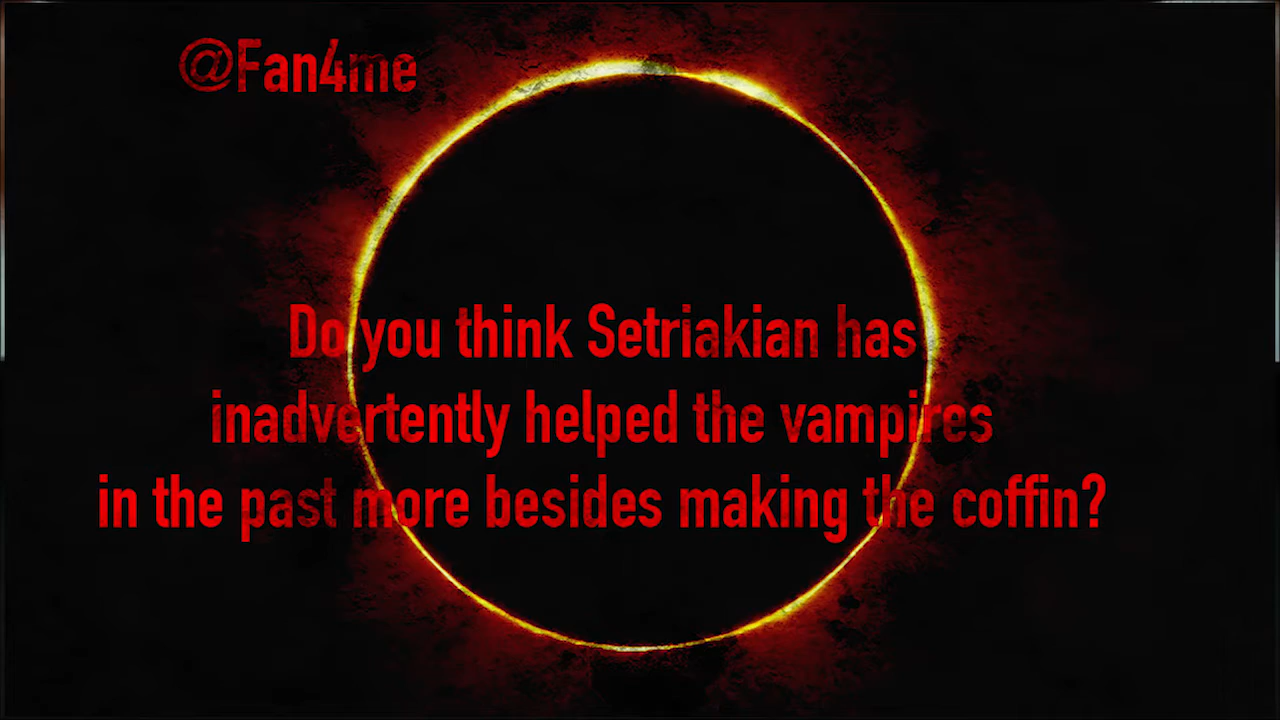 @Fan4me
Do you think Setriakian has
inadvertently helped the vampires
in the past more besides making the coffin?